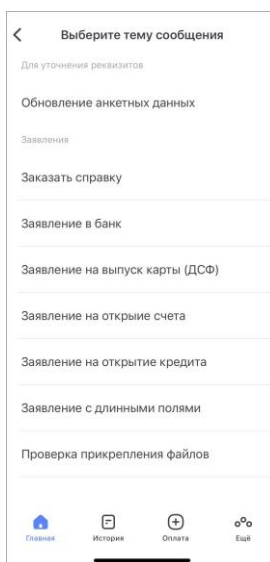 Выберите тему сообщения
Для уточнения реквизитов
Обновление анкетных данных
Заявления
Заказать справку
Заявление в банк
Заявление на выпуск карты (ДСФ)
Заявление на открыие счета
Заявление на открытие кредита
Заявление с длинными полями
Проверка прикрепления файлов
Главная История Оплата Ещё